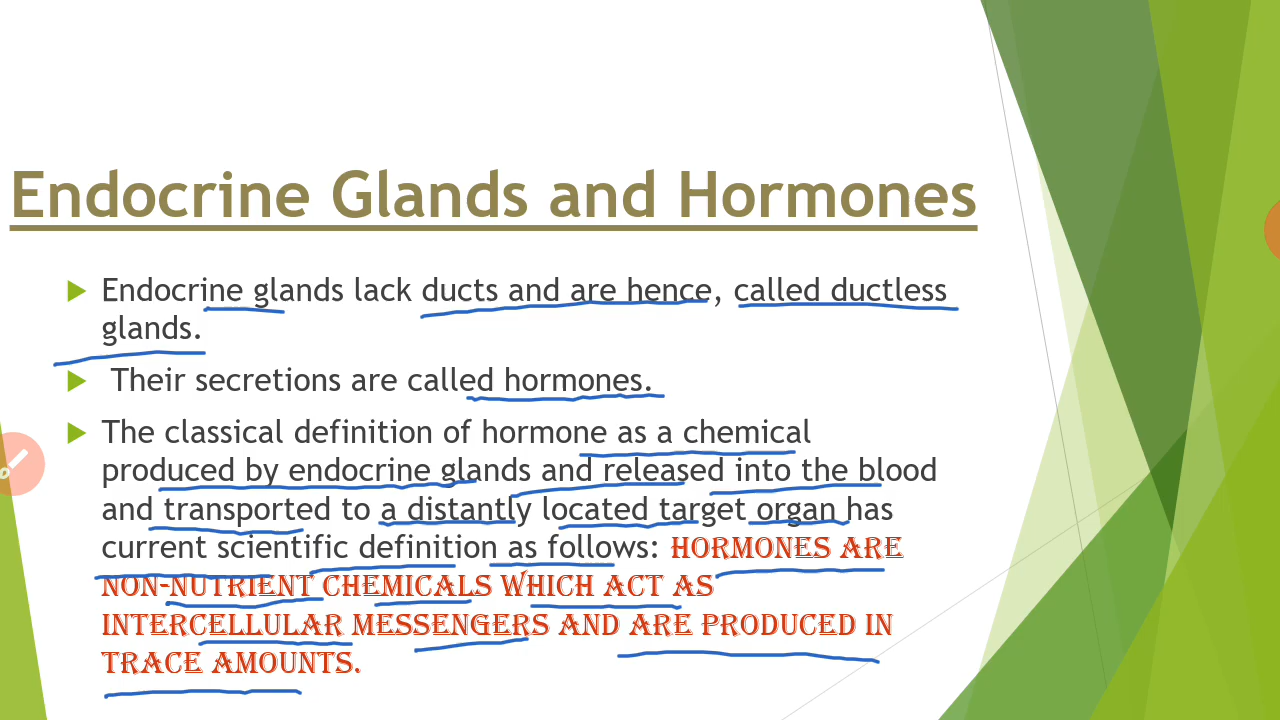 Endocrine Glands and Hormones
Endocrine glands lack ducts and are hence, called ductless
glands.
Their secretions are called hormones.
The classical definition of hormone as a chemical
produced by endocrine glands and released into the blood
and transported to a distantly located target organ has
current scientific definition as follows: HORMONES ARE
NON-NUTRIENT CHEMICALS WHICH ACT AS
INTERCELLULAR MESSENGERS AND ARE PRODUCED IN
TRACE AMOUNTS.